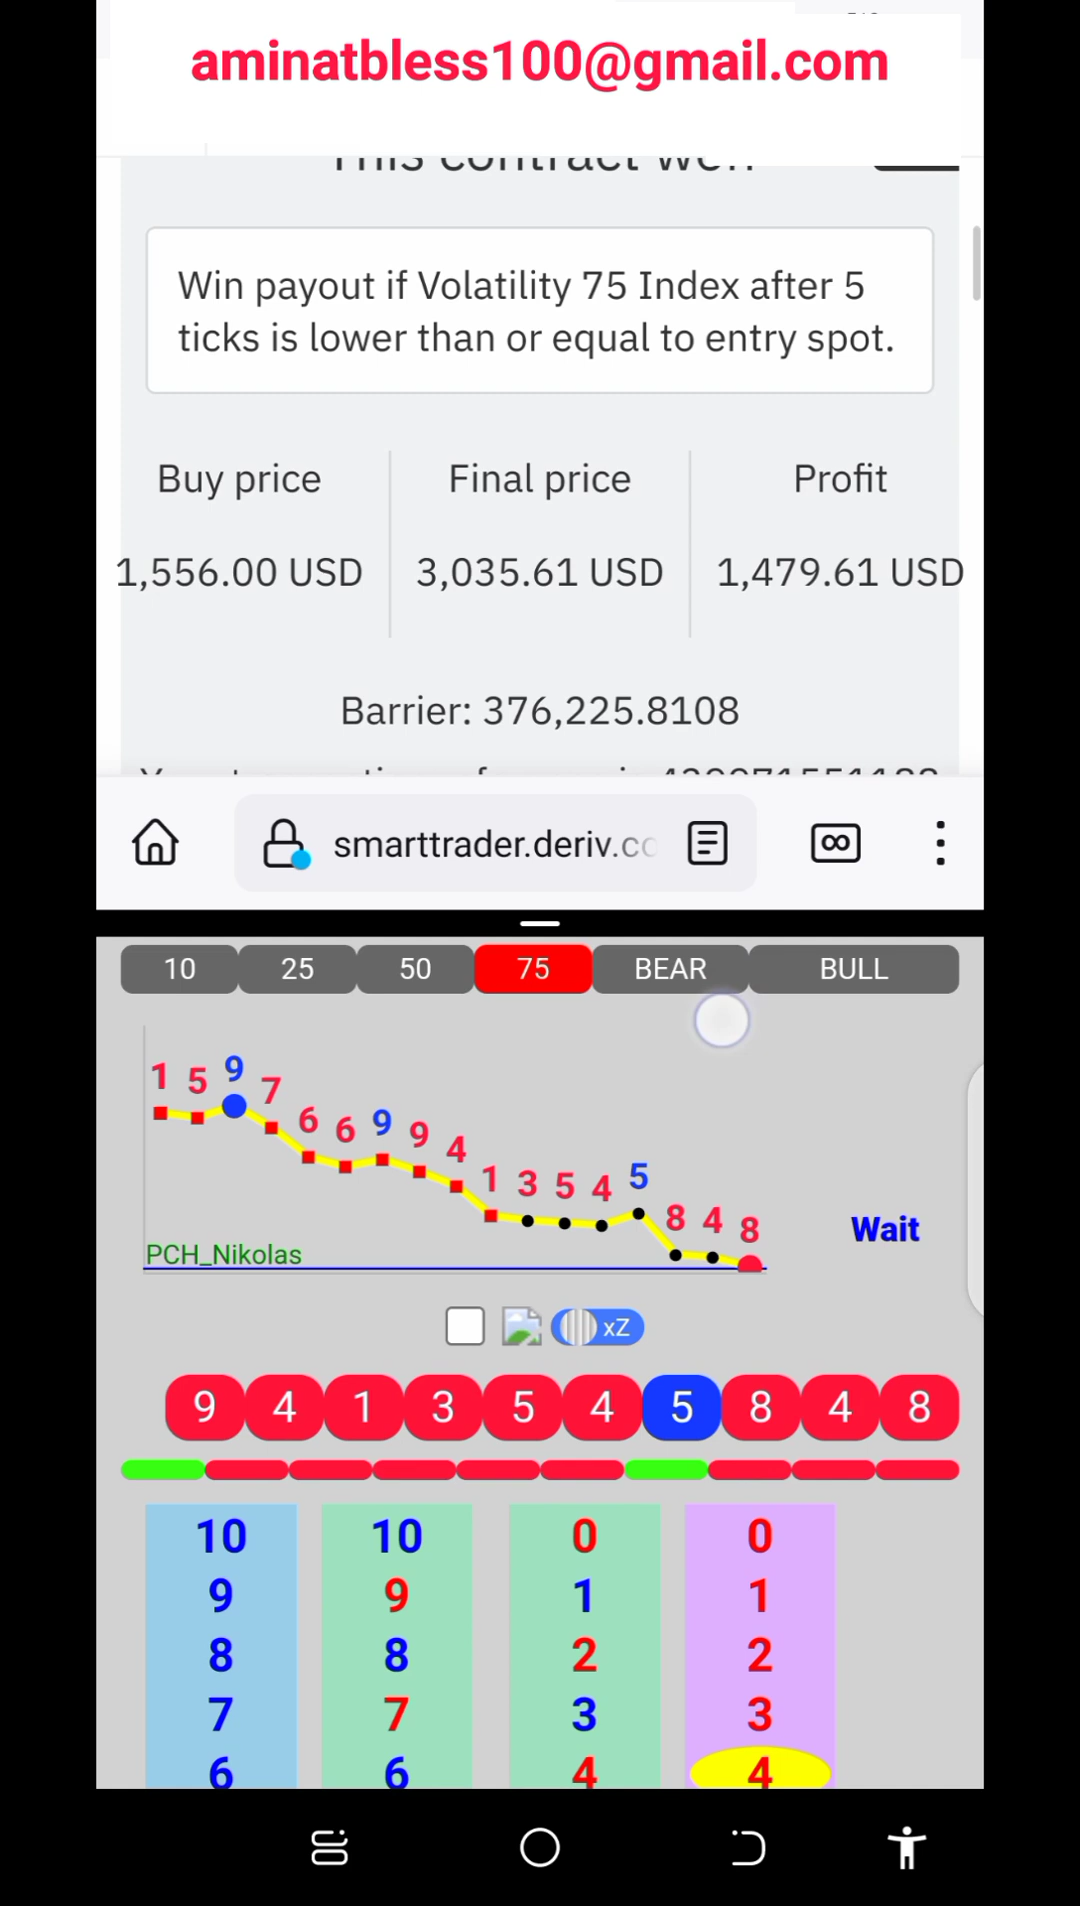 aminatbless100@gmail.com
This contract
Win payout if Volatility 75 Index after 5
ticks is lower than or equal to entry spot.
Buy price Final price Profit
1,556.00 USD 3,035.61 USD 1,479.61 USD
Barrier: 376,225.8108
smarttrader.deriv.co
10 25 50 75 BEAR BULL
1 5 9 7 6 6 9 9 4 1 3 5 4 5 8 4 8
Wait
PCH_Nikolas
xZ
9 4 1 3 5 4 5 8 4 8
10 10 0 0
9 9 1 1
8 8 2 2
7 7 3 3
6 6 4 4